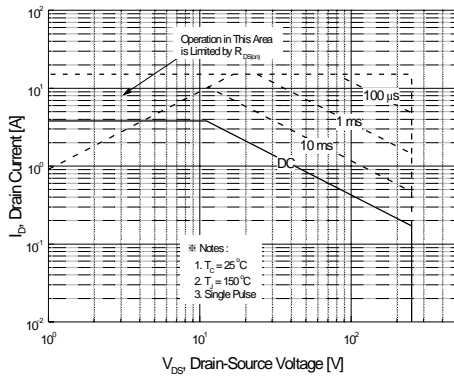 10²
Operation in This Area
is Limited by R DS(on)
100 µs
10¹
1 ms
10 ms
10⁰
DC
10⁻¹
※ Notes :
1. T_C = 25 °C
2. T_J = 150 °C
3. Single Pulse
10⁻²
10⁰
10¹
10²
I_D, Drain Current [A]
V_DS, Drain-Source Voltage [V]